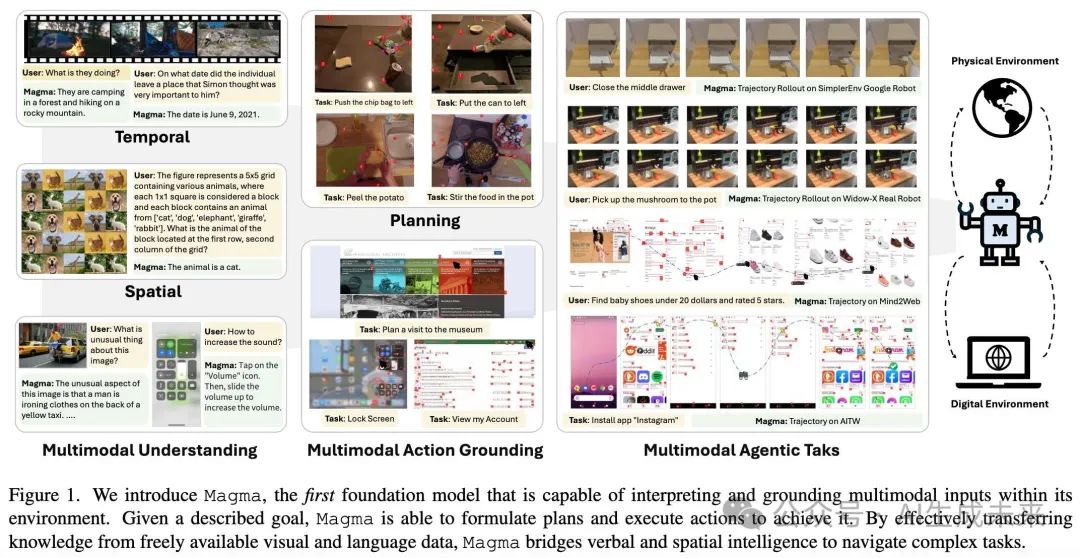 User: What is they doing?
Magma: They are camping
in a forest and hiking on a
rocky mountain.
User: On what date did the individual
leave a place that Simon thought was
very important to him?
Magma: The date is June 9, 2021.
Temporal
User: The figure represents a 5x5 grid
containing various animals, where
each 1x1 square is considered a block
and each block contains an animal
from ['cat', 'dog', 'elephant', 'giraffe',
'rabbit']. What is the animal of the
block located at the first row, second
column of the grid?
Magma: The animal is a cat.
Spatial
User: What is
unusual thing
about this
image?
Magma: The unusual aspect of
this image is that a man is
ironing clothes on the back of a
yellow taxi. ....
User: How to
increase the sound?
Magma: Tap on the
"Volume" icon.
Then, slide the
volume up to
increase the volume.
Multimodal Understanding
Task: Push the chip bag to left
Task: Put the can to left
Task: Peel the potato
Task: Stir the food in the pot
Planning
Task: Plan a visit to the museum
Task: Lock Screen
Task: View my Account
Multimodal Action Grounding
User: Close the middle drawer
Magma: Trajectory Rollout on SimplerEnv Google Robot
User: Pick up the mushroom to the pot
Magma: Trajectory Rollout on Widow-X Real Robot
User: Find baby shoes under 20 dollars and rated 5 stars.
Magma: Trajectory on Mind2Web
reddit
Task: Install app "Instagram"
Magma: Trajectory on AITW
Multimodal Agentic Taks
Physical Environment
M
Digital Environment
Figure 1. We introduce Magma, the first foundation model that is capable of interpreting and grounding multimodal inputs within its
environment. Given a described goal, Magma is able to formulate plans and execute actions to achieve it. By effectively transferring
knowledge from freely available visual and language data, Magma bridges verbal and spatial intelligence to navigate complex tasks.
公众号 · AI生成未来